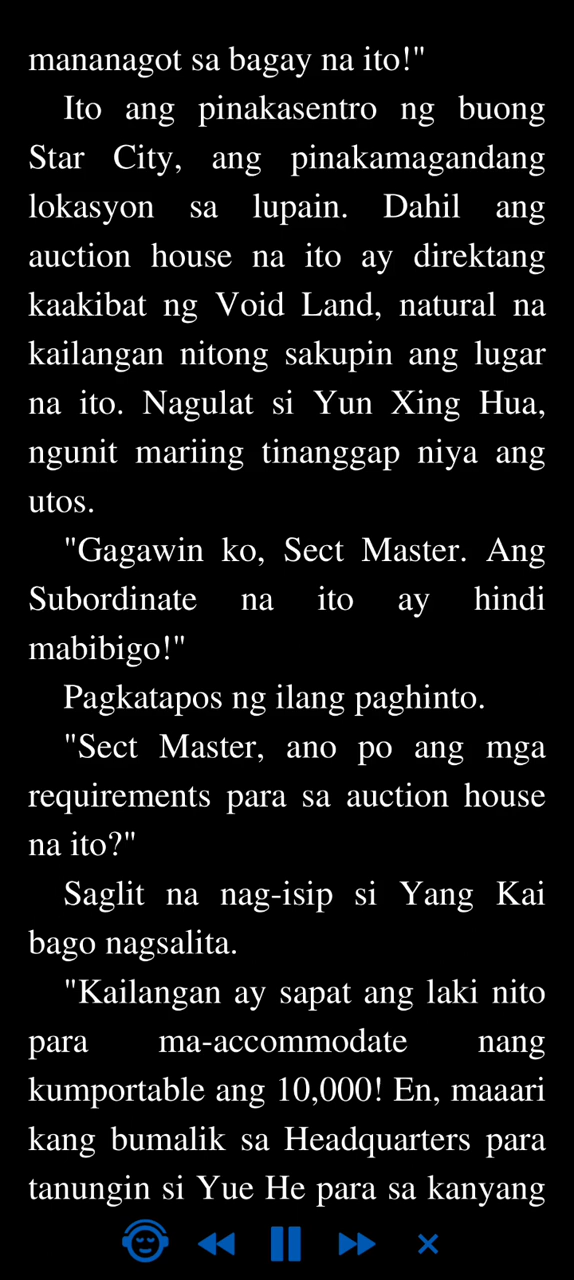 mananagot sa bagay na ito!"
Ito ang pinakasentro ng buong
Star City, ang pinakamagandang
lokasyon sa lupain. Dahil ang
auction house na ito ay direktang
kaakibat ng Void Land, natural na
kailangan nitong sakupin ang lugar
na ito. Nagulat si Yun Xing Hua,
ngunit mariing tinanggap niya ang
utos.
"Gagawin ko, Sect Master. Ang
Subordinate na ito ay hindi
mabibigo!"
Pagkatapos ng ilang paghinto.
"Sect Master, ano po ang mga
requirements para sa auction house
na ito?"
Saglit na nag-isip si Yang Kai
bago nagsalita.
"Kailangan ay sapat ang laki nito
para ma-accommodate nang
kumportable ang 10,000! En, maaari
kang bumalik sa Headquarters para
tanungin si Yue He para sa kanyang